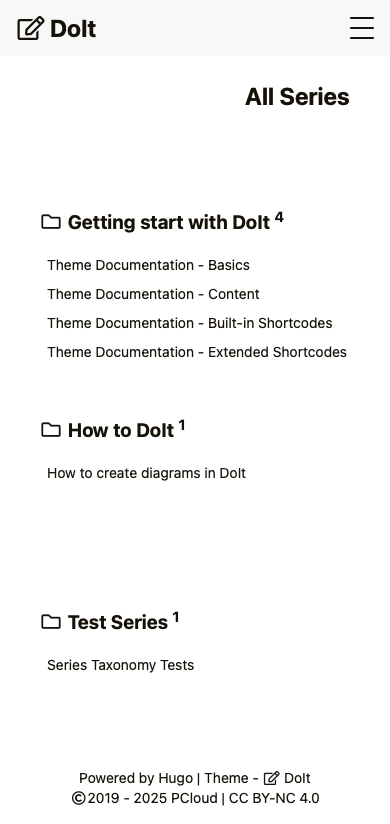 DoIt
All Series
Getting start with DoIt 4
Theme Documentation - Basics
Theme Documentation - Content
Theme Documentation - Built-in Shortcodes
Theme Documentation - Extended Shortcodes
How to DoIt 1
How to create diagrams in DoIt
Test Series 1
Series Taxonomy Tests
Powered by Hugo | Theme - DoIt
©2019 - 2025 PCloud | CC BY-NC 4.0